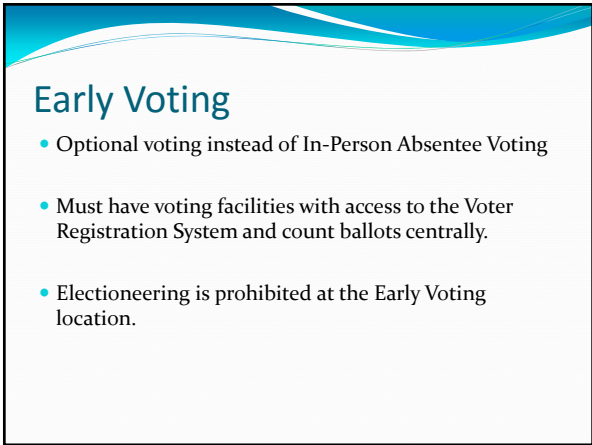 Early Voting
• Optional voting instead of In-Person Absentee Voting
• Must have voting facilities with access to the Voter
Registration System and count ballots centrally.
• Electioneering is prohibited at the Early Voting
location.